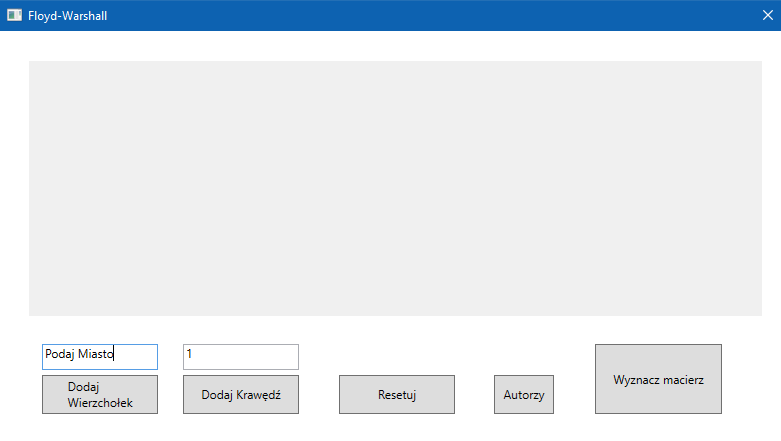 Floyd-Warshall
Podaj Miasto
1
Dodaj
Wierzchołek
Dodaj Krawędź
Resetuj
Autorzy
Wyznacz macierz